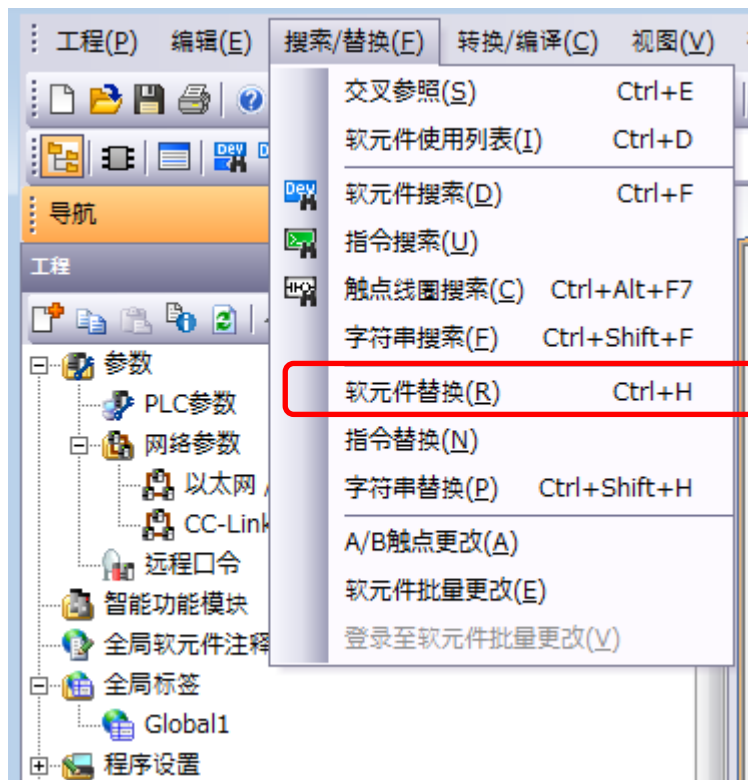 工程(P) 编辑(E) 搜索/替换(F) 转换/编译(C) 视图(V)
交叉参照(S) Ctrl+E
软元件使用列表(I) Ctrl+D
软元件搜索(D) Ctrl+F
指令搜索(U)
触点线圈搜索(C) Ctrl+Alt+F7
字符串搜索(F) Ctrl+Shift+F
软元件替换(R) Ctrl+H
指令替换(N)
字符串替换(P) Ctrl+Shift+H
A/B触点更改(A)
软元件批量更改(E)
登录至软元件批量更改(V)
Dev
Dev
导航
工程
参数
PLC参数
网络参数
以太网 /
CC-Link
远程口令
智能功能模块
全局软元件注释
全局标签
Global1
程序设置